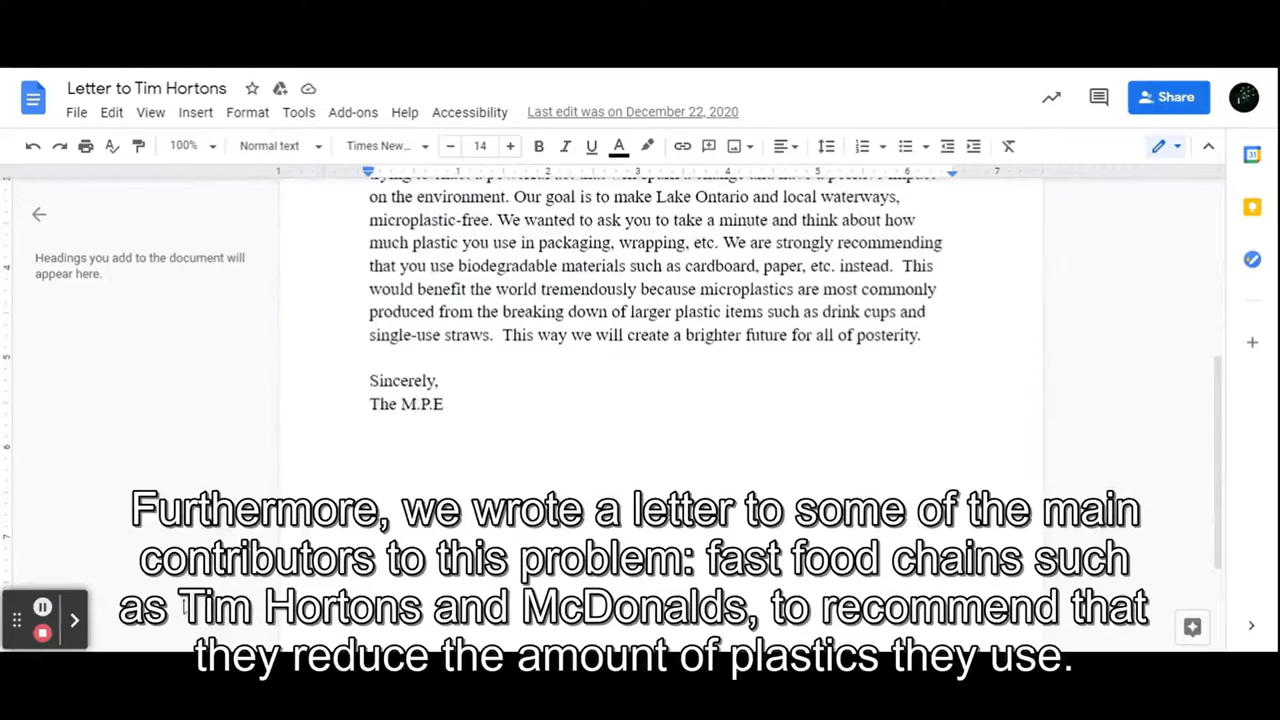 Letter to Tim Hortons
Share
File Edit View Insert Format Tools Add-ons Help Accessibility Last edit was on December 22, 2020
100% Normal text Times New... 14 B I U A
1 1 2 3 4 5 6 7
Headings you add to the document will
appear here.
on the environment. Our goal is to make Lake Ontario and local waterways,
microplastic-free. We wanted to ask you to take a minute and think about how
much plastic you use in packaging, wrapping, etc. We are strongly recommending
that you use biodegradable materials such as cardboard, paper, etc. instead.  This
would benefit the world tremendously because microplastics are most commonly
produced from the breaking down of larger plastic items such as drink cups and
single-use straws.  This way we will create a brighter future for all of posterity.
Sincerely,
The M.P.E
Furthermore, we wrote a letter to some of the main
contributors to this problem: fast food chains such
as Tim Hortons and McDonalds, to recommend that
they reduce the amount of plastics they use.